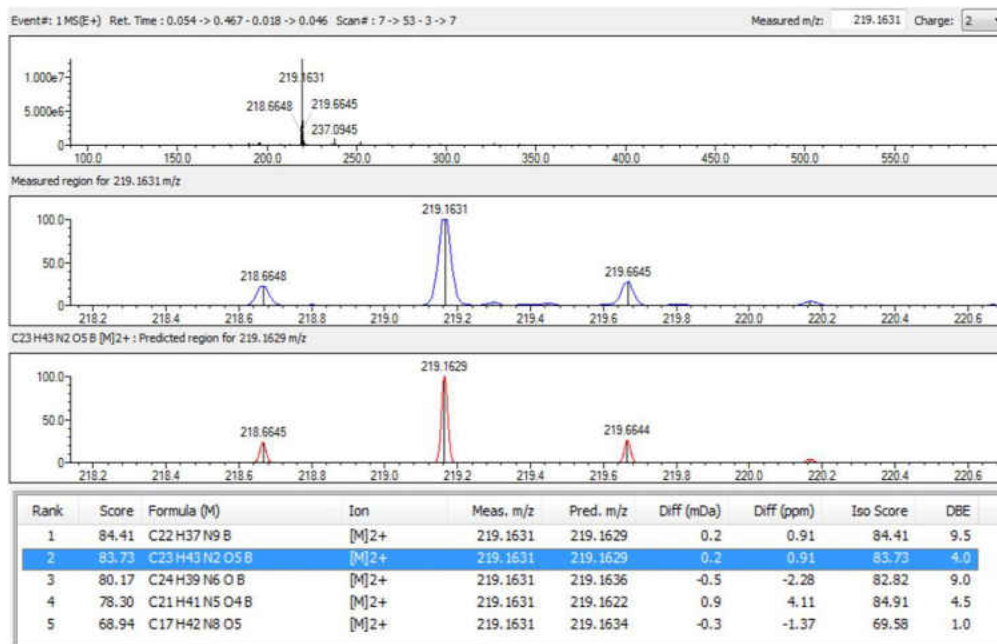 Event#: 1 MS(E+) Ret. Time : 0.054 -> 0.467 - 0.018 -> 0.046 Scan# : 7 -> 53 - 3 -> 7 Measured m/z: 219.1631 Charge: 2
1.000e7
5.000e6
0
219.1631
218.6648 219.6645
237.0945
100.0 150.0 200.0 250.0 300.0 350.0 400.0 450.0 500.0 550.0
Measured region for 219.1631 m/z
219.1631
100.0
50.0
0
218.6648
219.6645
218.2 218.4 218.6 218.8 219.0 219.2 219.4 219.6 219.8 220.0 220.2 220.4 220.6
C23 H43 N2 O5 B [M]2+ : Predicted region for 219.1629 m/z
219.1629
100.0
50.0
0
218.6645
219.6644
218.2 218.4 218.6 218.8 219.0 219.2 219.4 219.6 219.8 220.0 220.2 220.4 220.6
Rank Score Formula (M) Ion Meas. m/z Pred. m/z Diff (mDa) Diff (ppm) Iso Score DBE
1 84.41 C22 H37 N9 B [M]2+ 219.1631 219.1629 0.2 0.91 84.41 9.5
2 83.73 C23 H43 N2 O5 B [M]2+ 219.1631 219.1629 0.2 0.91 83.73 4.0
3 80.17 C24 H39 N6 O B [M]2+ 219.1631 219.1636 -0.5 -2.28 82.82 9.0
4 78.30 C21 H41 N5 O4 B [M]2+ 219.1631 219.1622 0.9 4.11 84.91 4.5
5 68.94 C17 H42 N8 O5 [M]2+ 219.1631 219.1634 -0.3 -1.37 69.58 1.0